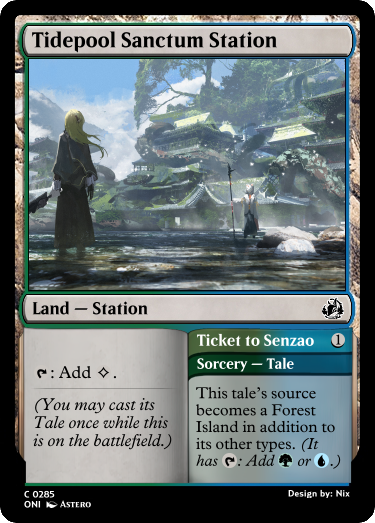 Tidepool Sanctum Station
Land — Station
: Add .
(You may cast its
Tale once while this
is on the battlefield.)
Ticket to Senzao 1
Sorcery — Tale
This tale's source
becomes a Forest
Island in addition to
its other types. (It
has : Add or .)
C 0285
ONI ASTERO
Design by: Nix